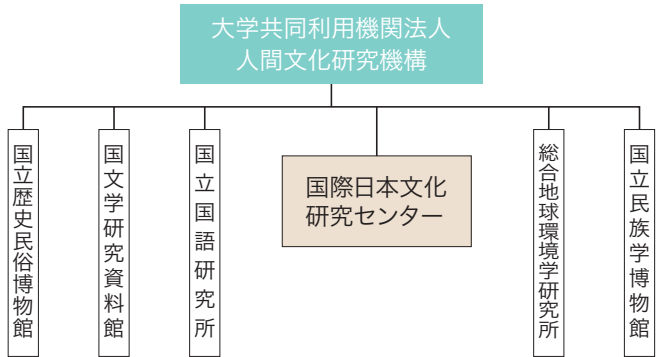 大学共同利用機関法人
人間文化研究機構
国立歴史民俗博物館
国文学研究資料館
国立国語研究所
国際日本文化
研究センター
総合地球環境学研究所
国立民族学博物館